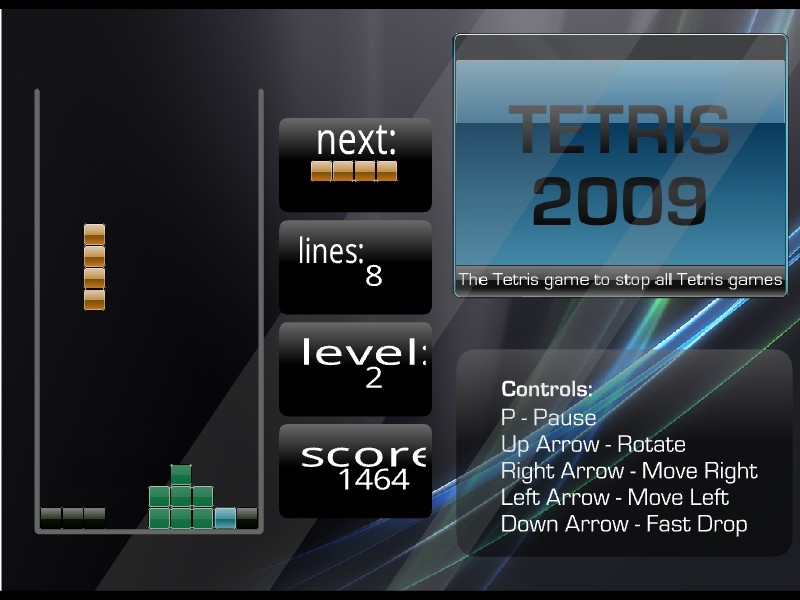 next:
lines:
8
level:
2
score
1464
TETRIS
2009
The Tetris game to stop all Tetris games
Controls:
P - Pause
Up Arrow - Rotate
Right Arrow - Move Right
Left Arrow - Move Left
Down Arrow - Fast Drop